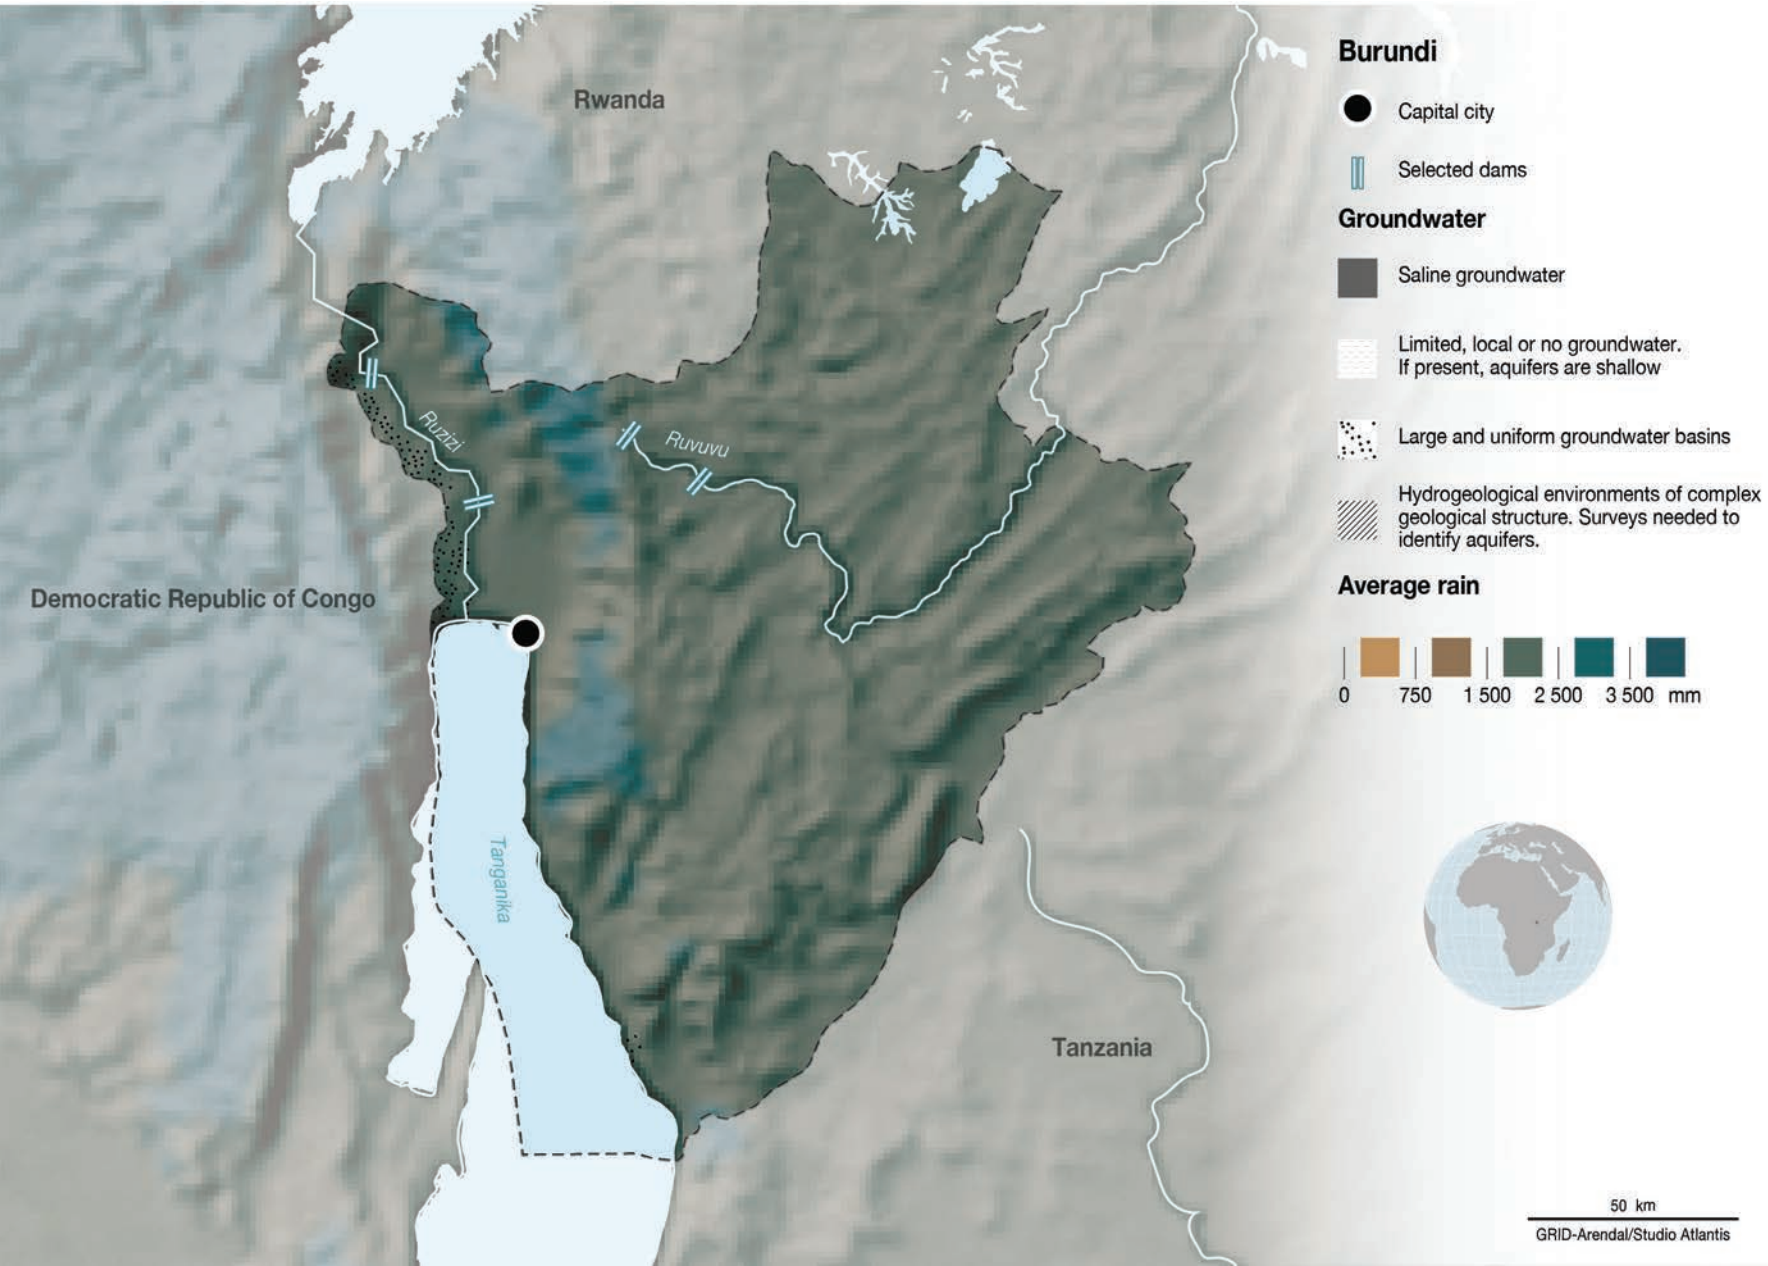 Rwanda
Ruzizi
Ruvuvu
Democratic Republic of Congo
Tanganika
Tanzania
Burundi
Capital city
Selected dams
Groundwater
Saline groundwater
Limited, local or no groundwater.
If present, aquifers are shallow
Large and uniform groundwater basins
Hydrogeological environments of complex
geological structure. Surveys needed to
identify aquifers.
Average rain
0 750 1 500 2 500 3 500 mm
50 km
GRID-Arendal/Studio Atlantis